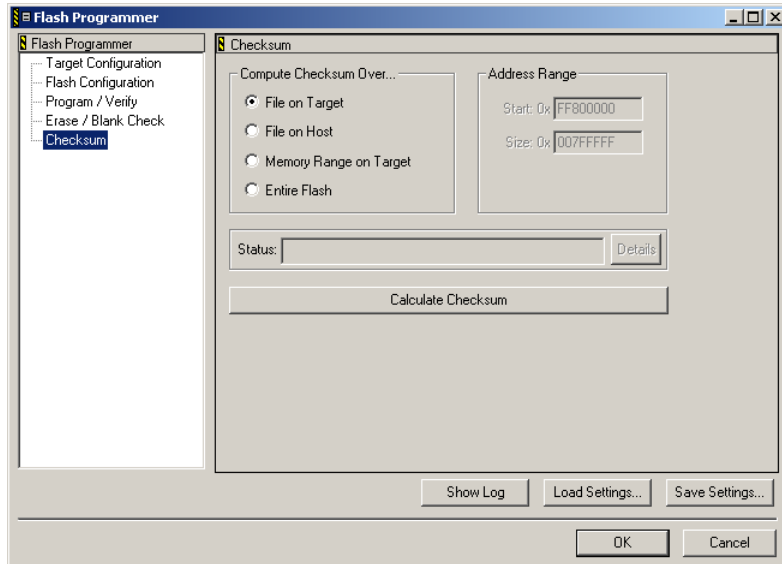 Flash Programmer
Flash Programmer
Target Configuration
Flash Configuration
Program / Verify
Erase / Blank Check
Checksum
Checksum
Compute Checksum Over...
File on Target
File on Host
Memory Range on Target
Entire Flash
Address Range
Start: 0x FF800000
Size: 0x 007FFFFF
Status:
Details
Calculate Checksum
Show Log
Load Settings...
Save Settings...
OK
Cancel